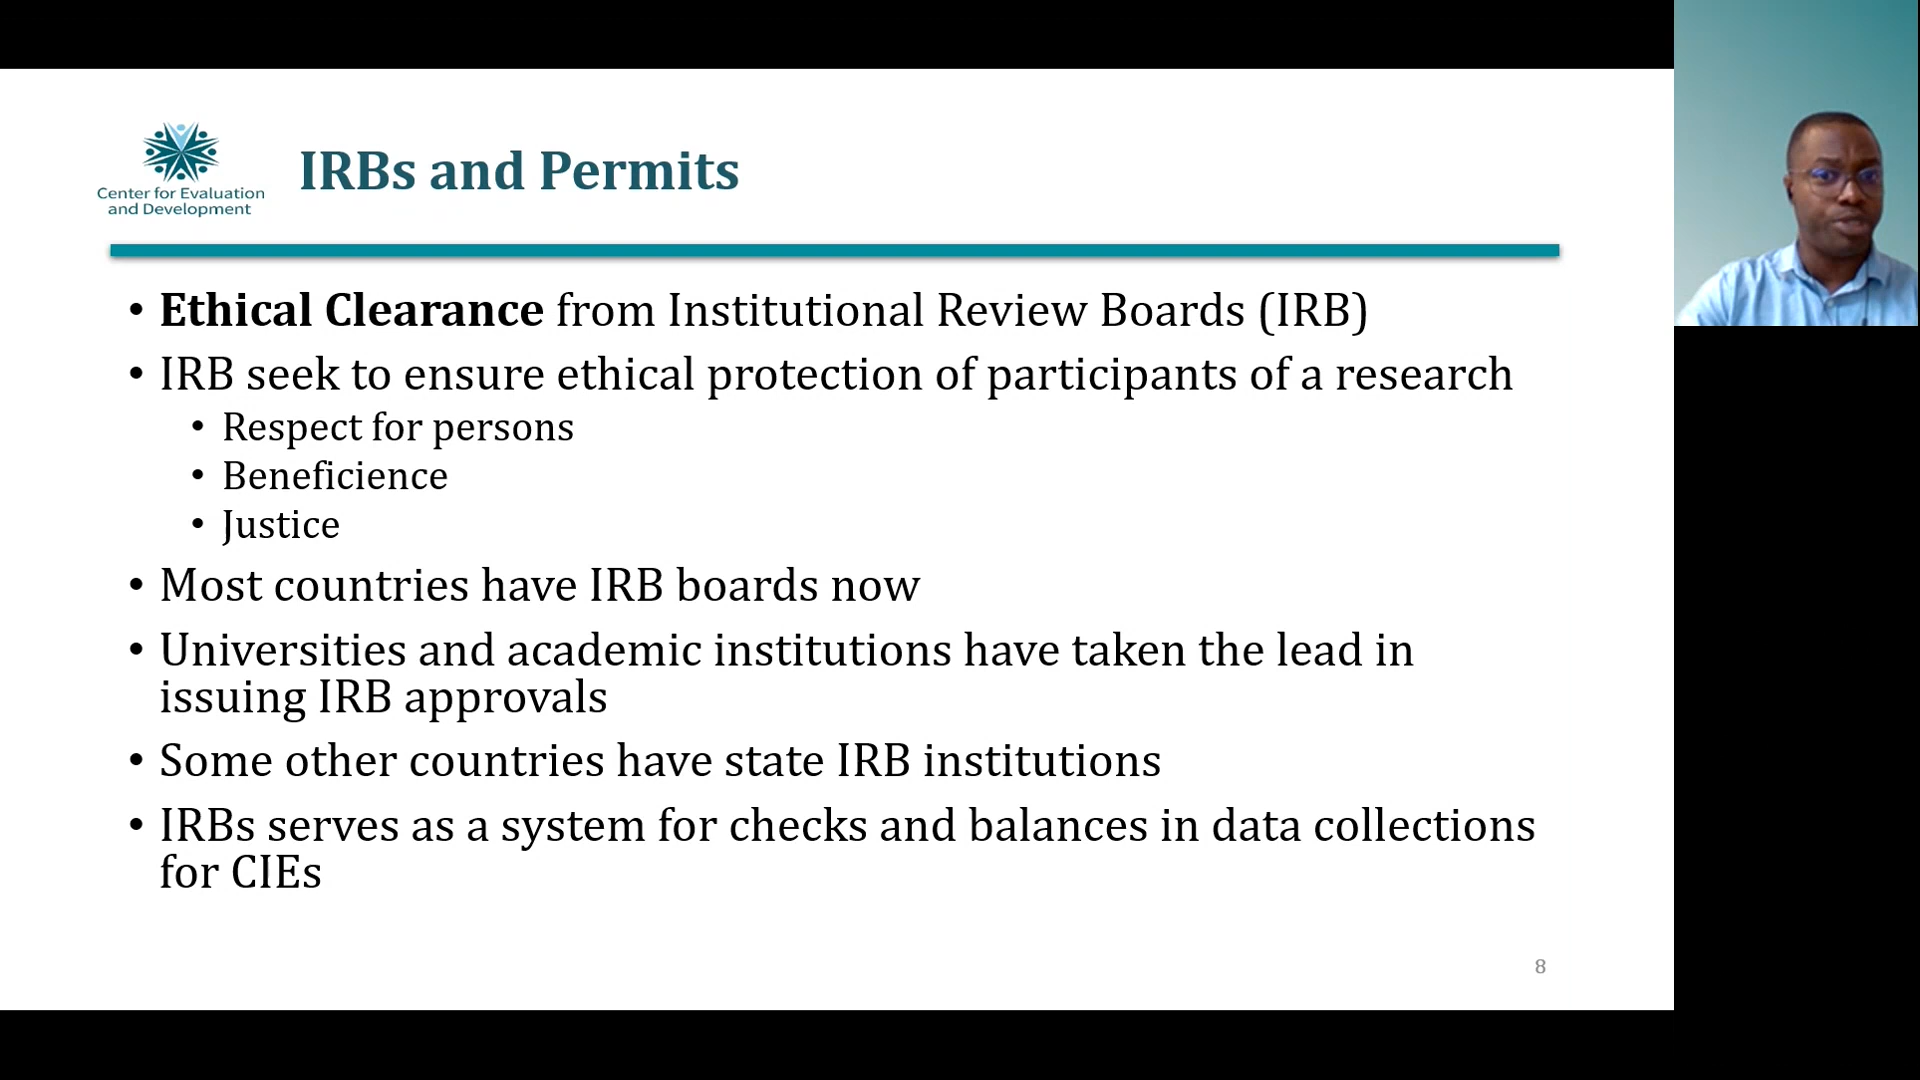 Center for Evaluation
and Development
IRBs and Permits
• Ethical Clearance from Institutional Review Boards (IRB)
• IRB seek to ensure ethical protection of participants of a research
• Respect for persons
• Beneficience
• Justice
• Most countries have IRB boards now
• Universities and academic institutions have taken the lead in
issuing IRB approvals
• Some other countries have state IRB institutions
• IRBs serves as a system for checks and balances in data collections
for CIEs
8